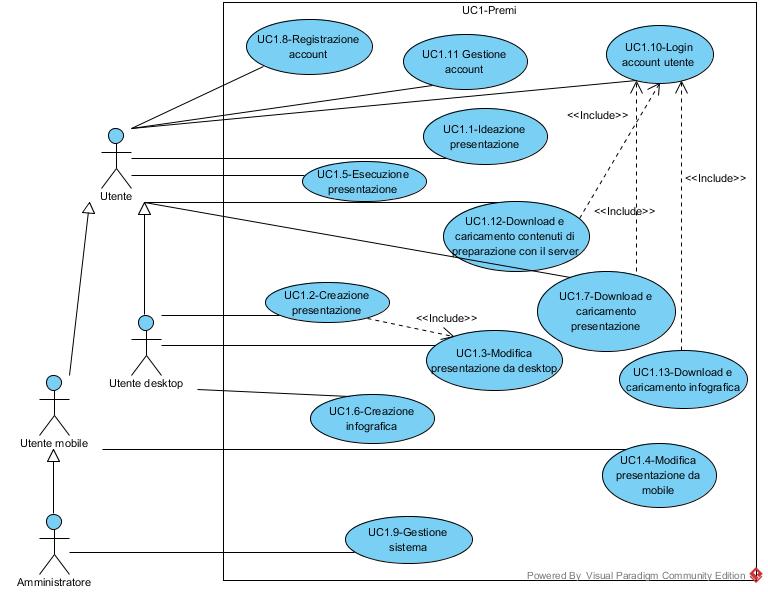 UC1-Premi
UC1.8-Registrazione
account
UC1.11 Gestione
account
UC1.10-Login
account utente
<<Include>>
UC1.1-Ideazione
presentazione
UC1.5-Esecuzione
presentazione
<<Include>>
Utente
<<Include>>
UC1.12-Download e
caricamento contenuti di
preparazione con il server
UC1.7-Download e
caricamento
presentazione
UC1.2-Creazione
presentazione
<<Include>>
UC1.3-Modifica
presentazione da desktop
UC1.13-Download e
caricamento infografica
Utente desktop
UC1.6-Creazione
infografica
Utente mobile
UC1.4-Modifica
presentazione da
mobile
UC1.9-Gestione
sistema
Amministratore
Powered By Visual Paradigm Community Edition